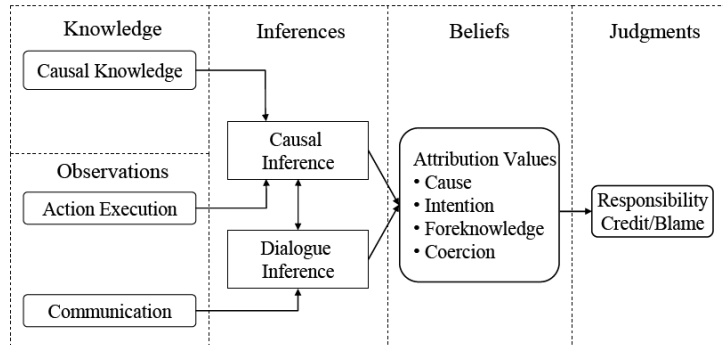 Knowledge
Inferences
Beliefs
Judgments
Causal Knowledge
Causal
Inference
Observations
Action Execution
Dialogue
Inference
Communication
Attribution Values
• Cause
• Intention
• Foreknowledge
• Coercion
Responsibility
Credit/Blame